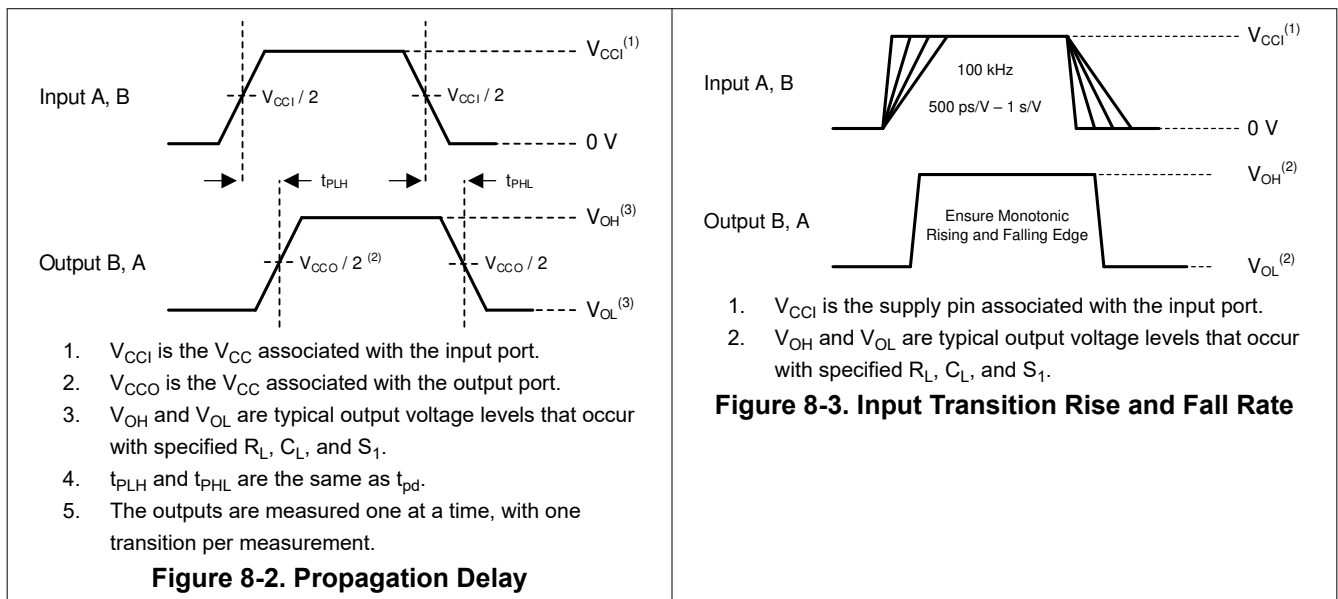 V_CCI^(1)
Input A, B
V_CCI / 2
V_CCI / 2
0 V
t_PLH
t_PHL
V_OH^(3)
Output B, A
V_CCO / 2 ^(2)
V_CCO / 2
V_OL^(3)
1. V_CCI is the V_CC associated with the input port.
2. V_CCO is the V_CC associated with the output port.
3. V_OH and V_OL are typical output voltage levels that occur
with specified R_L, C_L, and S_1.
4. t_PLH and t_PHL are the same as t_pd.
5. The outputs are measured one at a time, with one
transition per measurement.
Figure 8-2. Propagation Delay
V_CCI^(1)
Input A, B
100 kHz
500 ps/V – 1 s/V
0 V
V_OH^(2)
Output B, A
Ensure Monotonic
Rising and Falling Edge
V_OL^(2)
1. V_CCI is the supply pin associated with the input port.
2. V_OH and V_OL are typical output voltage levels that occur
with specified R_L, C_L, and S_1.
Figure 8-3. Input Transition Rise and Fall Rate